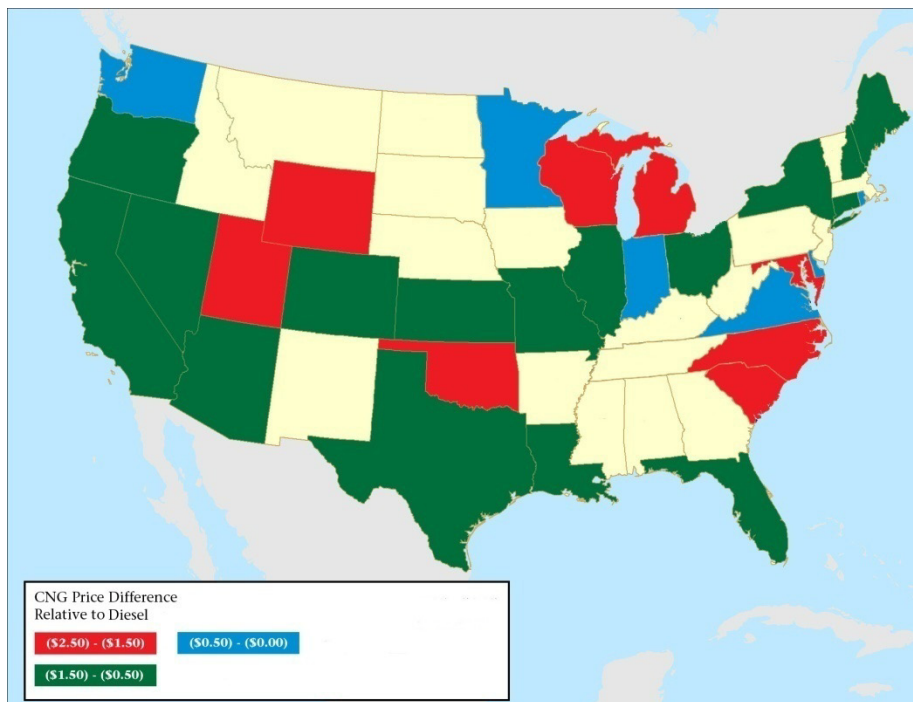 CNG Price Difference
Relative to Diesel
($2.50) - ($1.50)
($0.50) - ($0.00)
($1.50) - ($0.50)